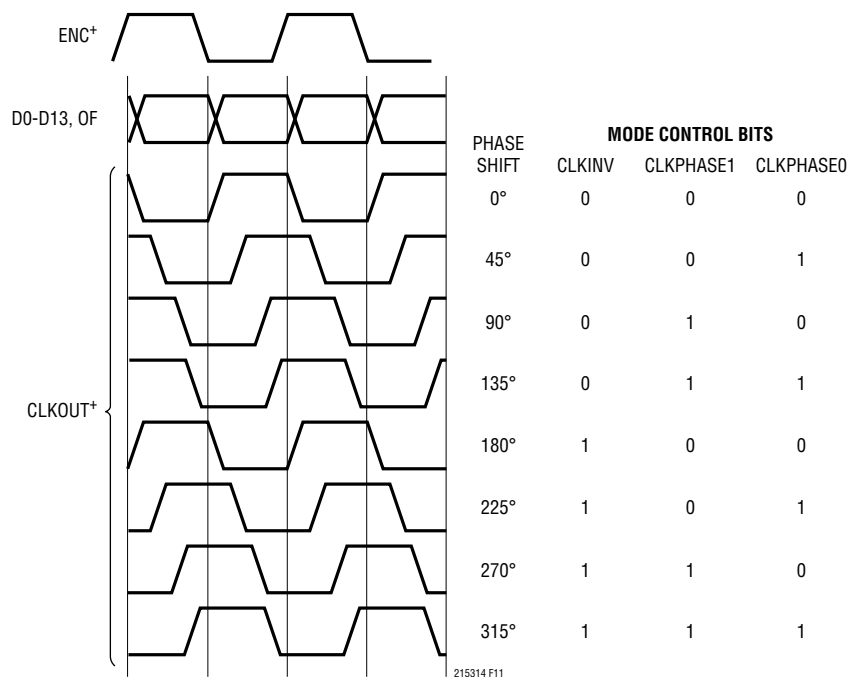 ENC+
D0-D13, OF
CLKOUT+
PHASE SHIFT
MODE CONTROL BITS
CLKINV CLKPHASE1 CLKPHASE0
0° 0 0 0
45° 0 0 1
90° 0 1 0
135° 0 1 1
180° 1 0 0
225° 1 0 1
270° 1 1 0
315° 1 1 1
215314 F11